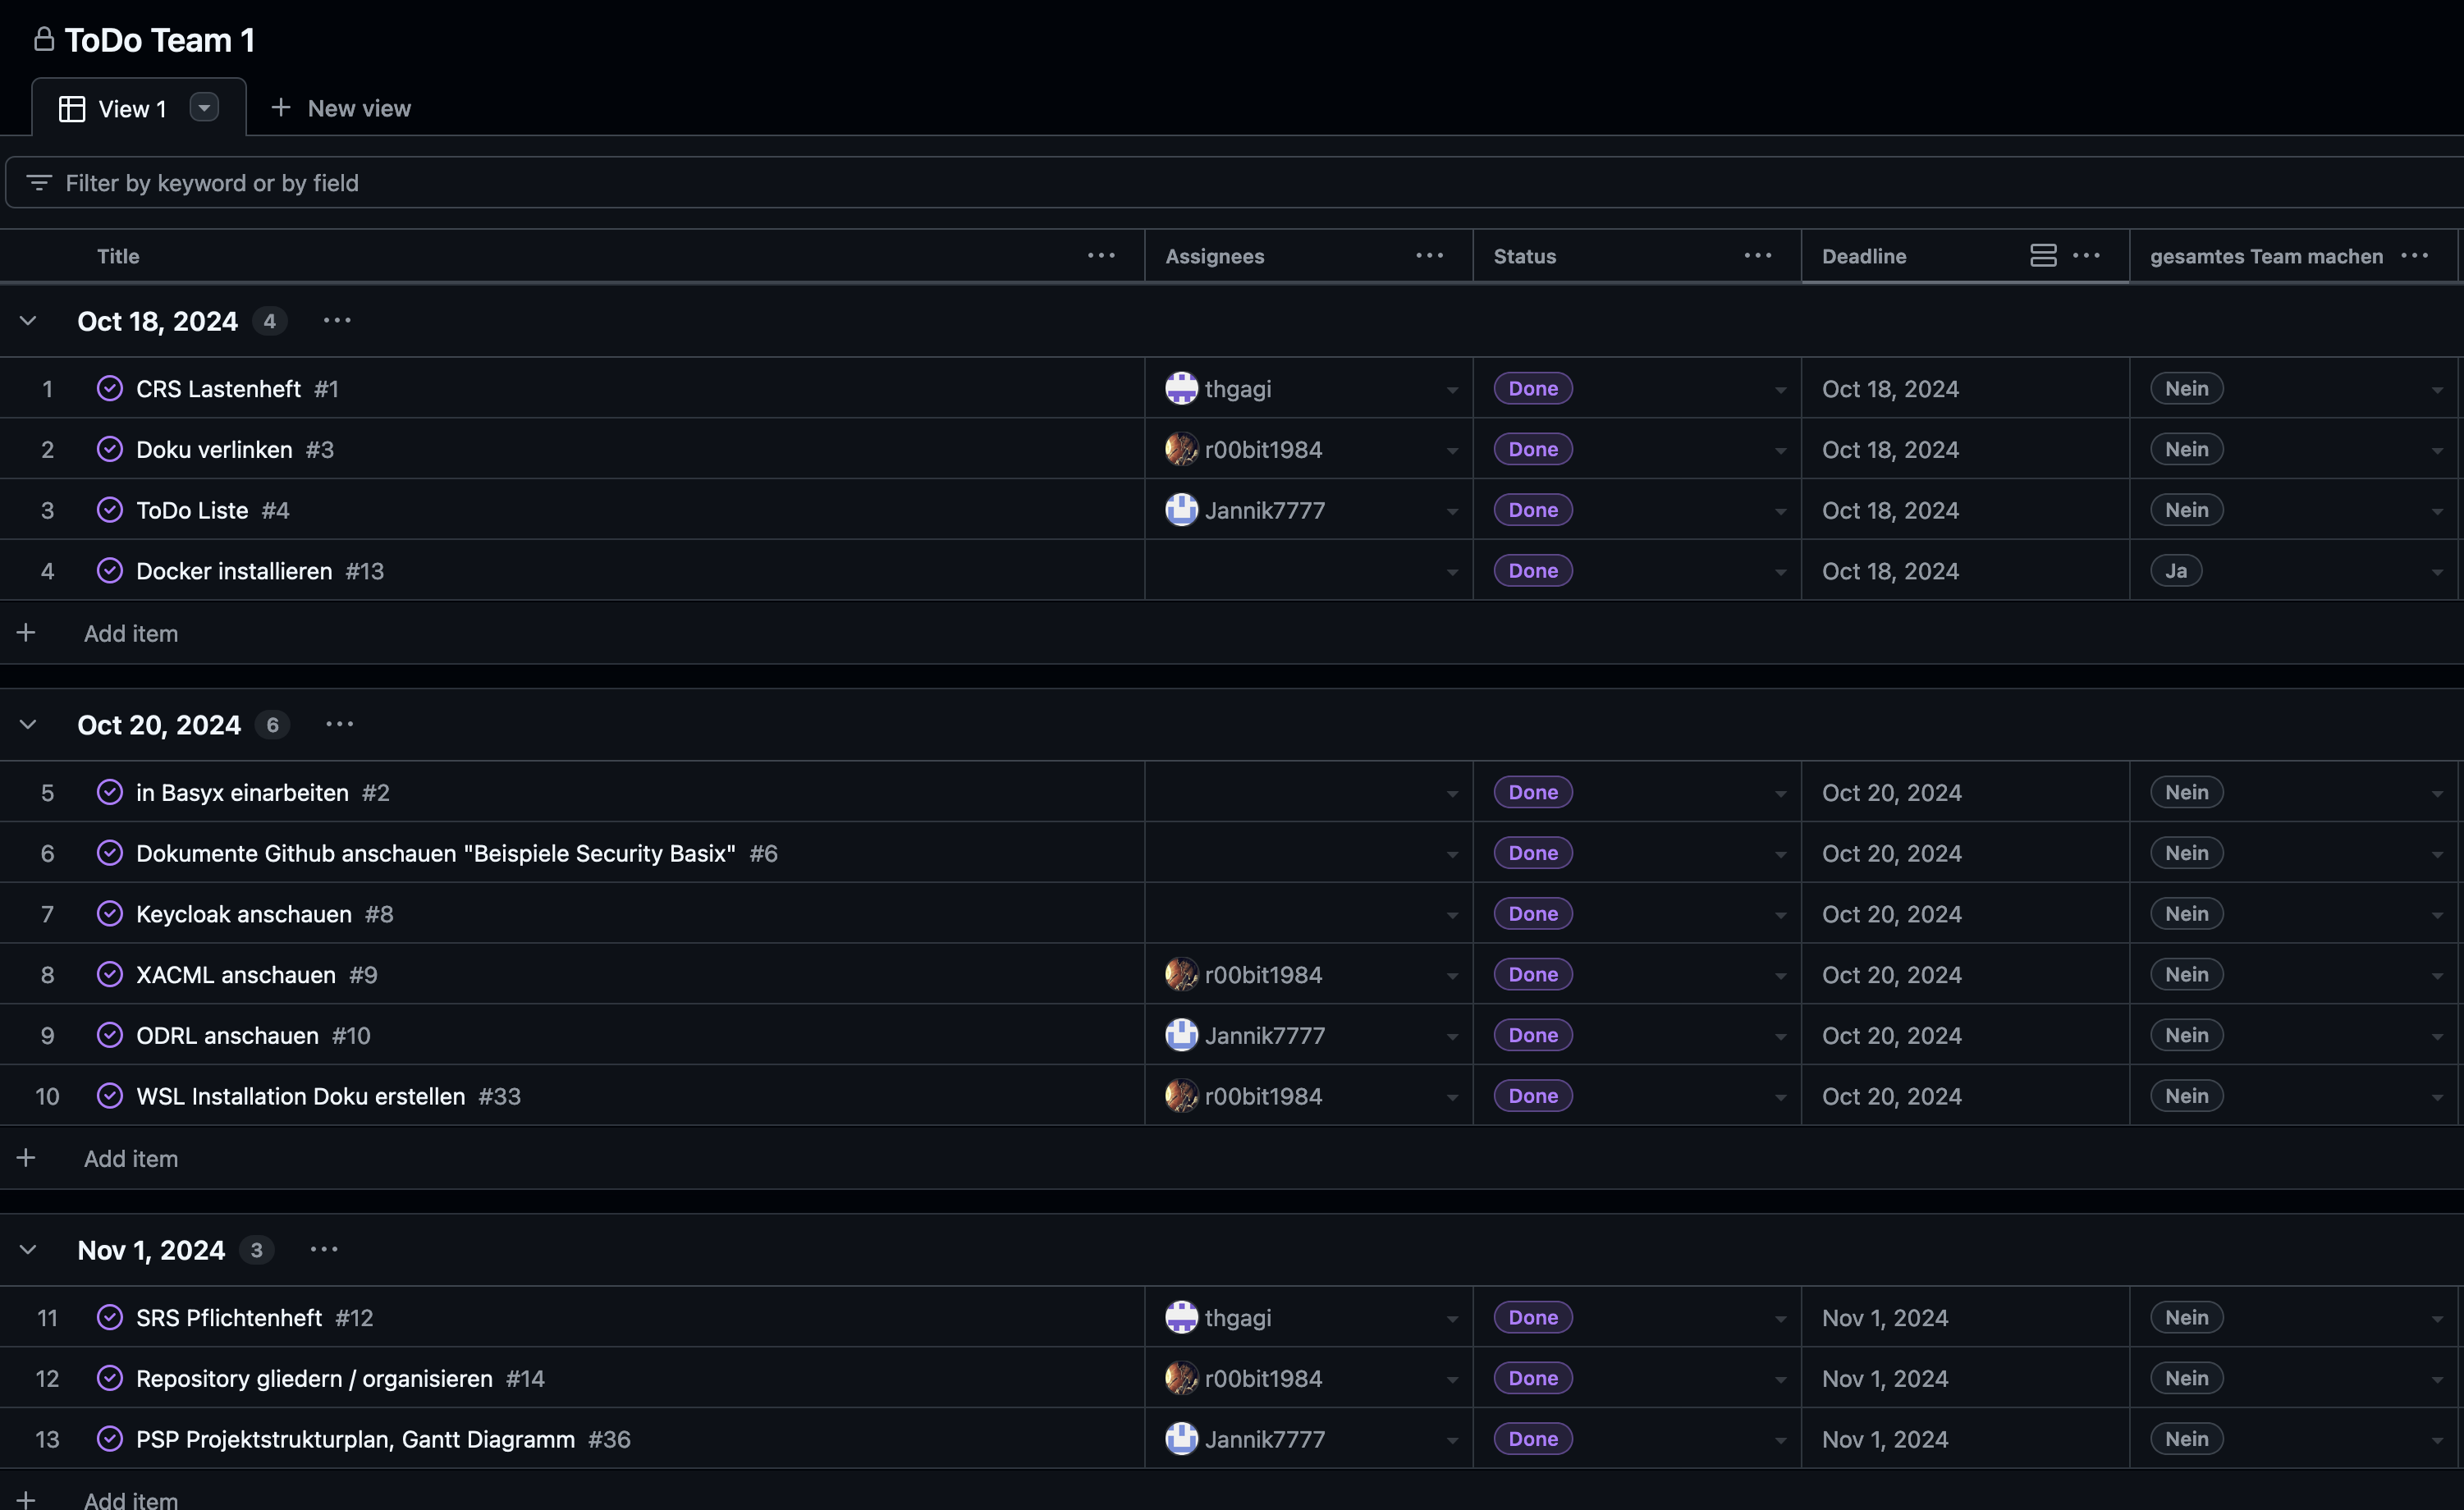 ToDo Team 1
View 1 New view
Filter by keyword or by field
Title Assignees Status Deadline gesamtes Team machen
Oct 18, 2024 4
1 CRS Lastenheft #1 thgagi Done Oct 18, 2024 Nein
2 Doku verlinken #3 r00bit1984 Done Oct 18, 2024 Nein
3 ToDo Liste #4 Jannik7777 Done Oct 18, 2024 Nein
4 Docker installieren #13 Done Oct 18, 2024 Ja
Add item
Oct 20, 2024 6
5 in Basyx einarbeiten #2 Done Oct 20, 2024 Nein
6 Dokumente Github anschauen "Beispiele Security Basix" #6 Done Oct 20, 2024 Nein
7 Keycloak anschauen #8 Done Oct 20, 2024 Nein
8 XACML anschauen #9 r00bit1984 Done Oct 20, 2024 Nein
9 ODRL anschauen #10 Jannik7777 Done Oct 20, 2024 Nein
10 WSL Installation Doku erstellen #33 r00bit1984 Done Oct 20, 2024 Nein
Add item
Nov 1, 2024 3
11 SRS Pflichtenheft #12 thgagi Done Nov 1, 2024 Nein
12 Repository gliedern / organisieren #14 r00bit1984 Done Nov 1, 2024 Nein
13 PSP Projektstrukturplan, Gantt Diagramm #36 Jannik7777 Done Nov 1, 2024 Nein
Add item